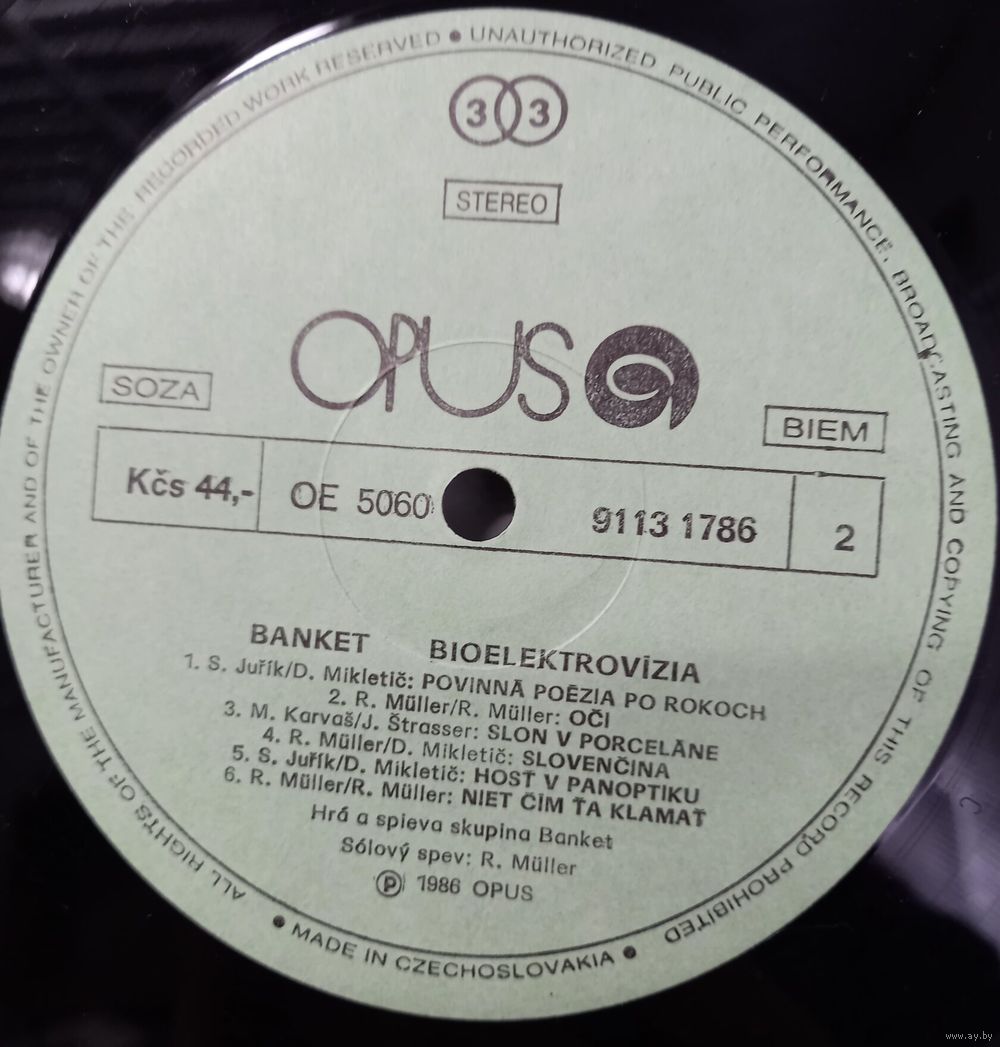 ALL RIGHTS OF THE MANUFACTURER AND OF THE OWNER OF THE RECORDED WORK RESERVED ● UNAUTHORIZED PUBLIC PERFORMANCE, BROADCASTING AND COPYING OF THIS RECORD PROHIBITED ● MADE IN CZECHOSLOVAKIA ●
33
STEREO
OPUS
SOZA
BIEM
Kčs 44,- OE 5060 9113 1786 2
BANKET BIOELEKTROVÍZIA
1. S. Juřík/D. Mikletič: POVINNÁ POÉZIA PO ROKOCH
2. R. Müller/R. Müller: OČI
3. M. Karvaš/J. Štrasser: SLON V PORCELÁNE
4. R. Müller/D. Mikletič: SLOVENČINA
5. S. Juřík/D. Mikletič: HOSŤ V PANOPTIKU
6. R. Müller/R. Müller: NIET ČÍM ŤA KLAMAŤ
Hrá a spieva skupina Banket
Sólový spev: R. Müller
Ⓟ 1986 OPUS
www.ay.by